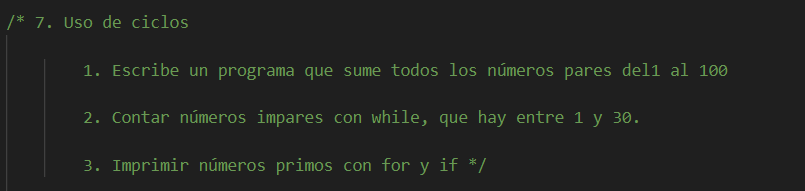 /* 7. Uso de ciclos
1. Escribe un programa que sume todos los números pares del1 al 100
2. Contar números impares con while, que hay entre 1 y 30.
3. Imprimir números primos con for y if */